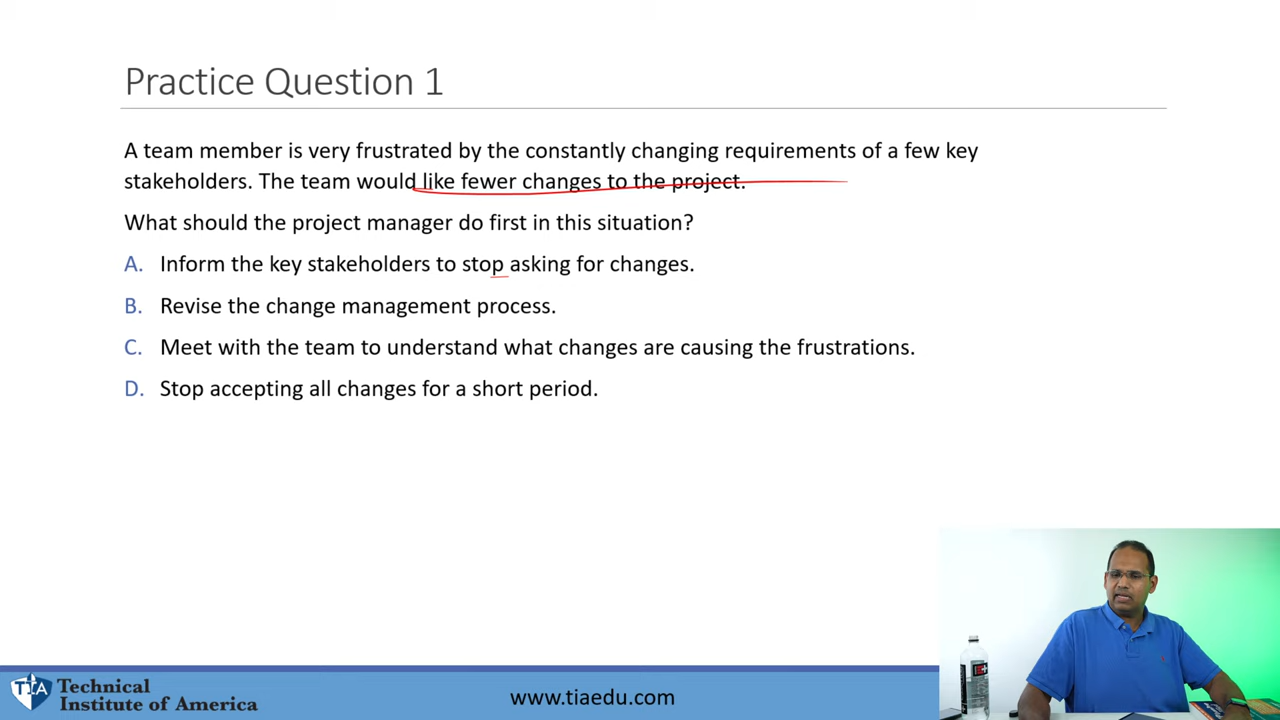 Practice Question 1
A team member is very frustrated by the constantly changing requirements of a few key
stakeholders. The team would like fewer changes to the project.
What should the project manager do first in this situation?
A. Inform the key stakeholders to stop asking for changes.
B. Revise the change management process.
C. Meet with the team to understand what changes are causing the frustrations.
D. Stop accepting all changes for a short period.
TIA
Technical
Institute of America
www.tiaedu.com